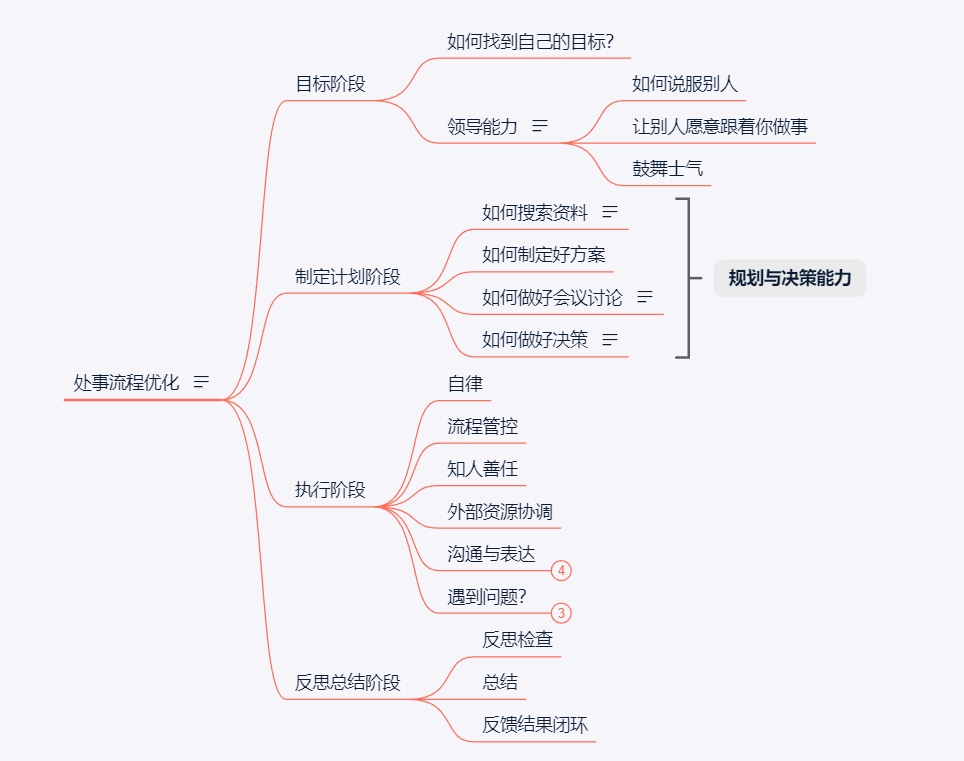 如何找到自己的目标？
目标阶段
如何说服别人
领导能力
让别人愿意跟着你做事
鼓舞士气
如何搜索资料
如何制定好方案
制定计划阶段
规划与决策能力
如何做好会议讨论
如何做好决策
处事流程优化
自律
流程管控
知人善任
执行阶段
外部资源协调
沟通与表达
4
遇到问题？
3
反思检查
反思总结阶段
总结
反馈结果闭环